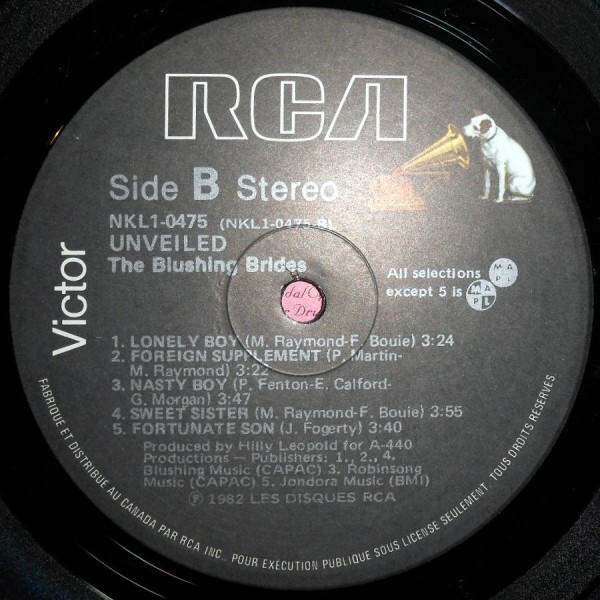 RCA
Side B Stereo
NKL1-0475 (NKL1-0475-B)
UNVEILED
The Blushing Brides
All selections
except 5 is
M A
P L
M A
P L
Victor
1. LONELY BOY (M. Raymond-F. Bouie) 3:24
2. FOREIGN SUPPLEMENT (P. Martin-
M. Raymond) 3:22
3. NASTY BOY (P. Fenton-E. Calford-
G. Morgan) 3:47
4. SWEET SISTER (M. Raymond-F. Bouie) 3:55
5. FORTUNATE SON (J. Fogerty) 3:40
Produced by Hilly Leopold for A-440
Productions — Publishers: 1., 2., 4.
Blushing Music (CAPAC) 3. Robinsong
Music (CAPAC) 5. Jondora Music (BMI)
℗ 1982 LES DISQUES RCA
FABRIQUE ET DISTRIBUE AU CANADA PAR RCA INC., POUR EXECUTION PUBLIQUE SOUS LICENSE SEULEMENT, TOUS DROITS RESERVES.